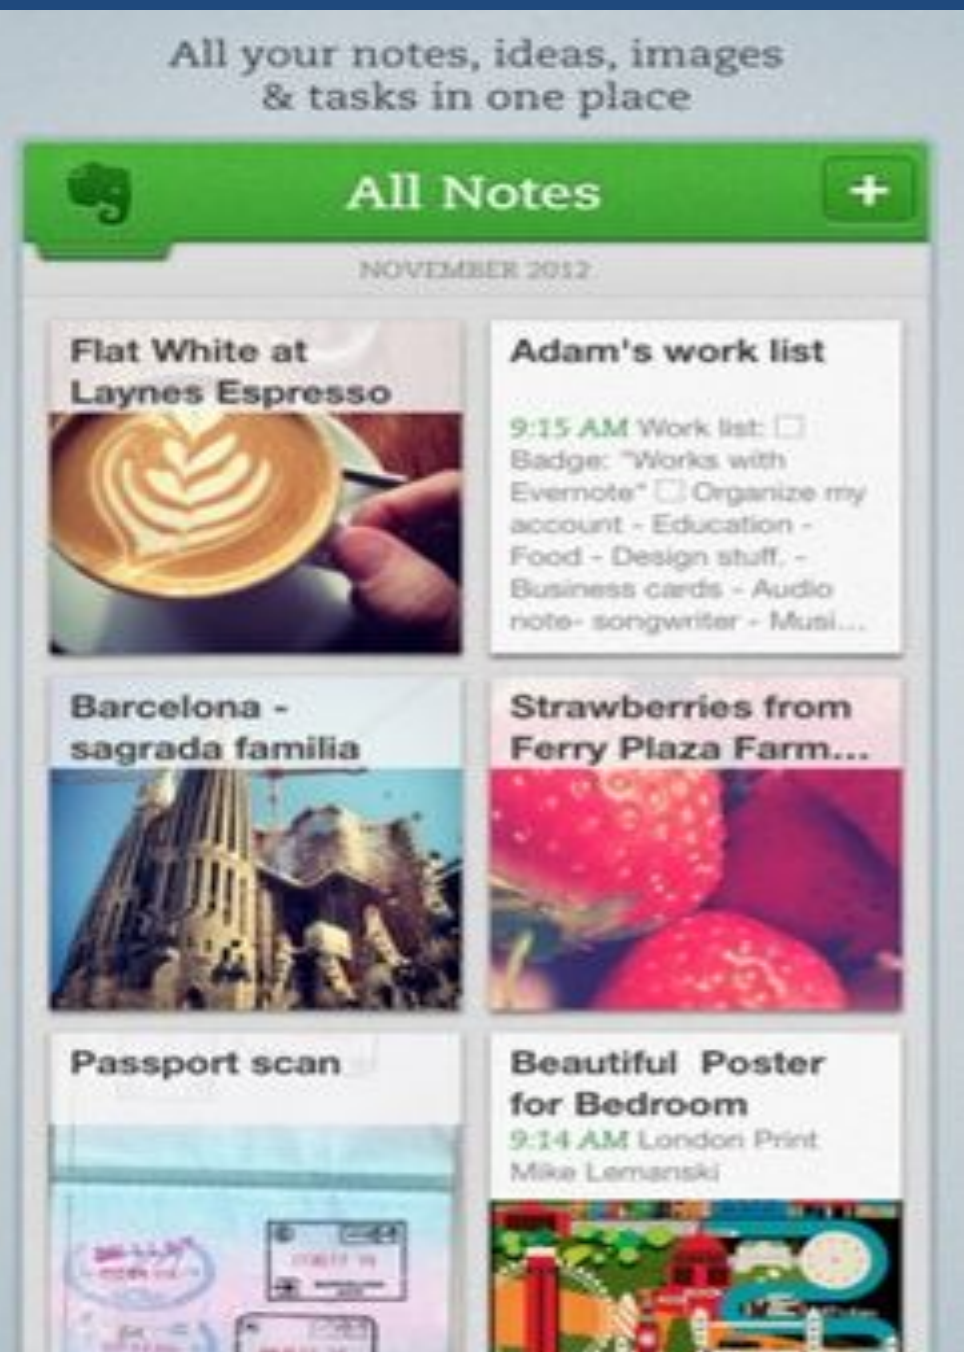 All your notes, ideas, images
& tasks in one place
All Notes
+
NOVEMBER 2012
Flat White at
Laynes Espresso
Adam's work list
9:15 AM Work list: ☐
Badge: "Works with
Evernote" ☐ Organize my
account - Education -
Food - Design stuff. -
Business cards - Audio
note- songwriter - Musi...
Barcelona -
sagrada familia
Strawberries from
Ferry Plaza Farm...
Passport scan
Beautiful  Poster
for Bedroom
9:14 AM London Print
Mike Lemanski